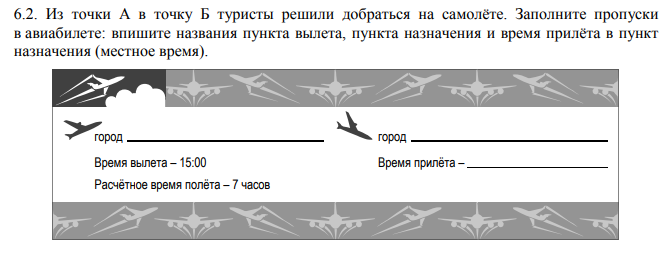 6.2. Из точки А в точку Б туристы решили добраться на самолёте. Заполните пропуски
в авиабилете: впишите названия пункта вылета, пункта назначения и время прилёта в пункт
назначения (местное время).
город
город
Время вылета – 15:00
Время прилёта –
Расчётное время полёта – 7 часов